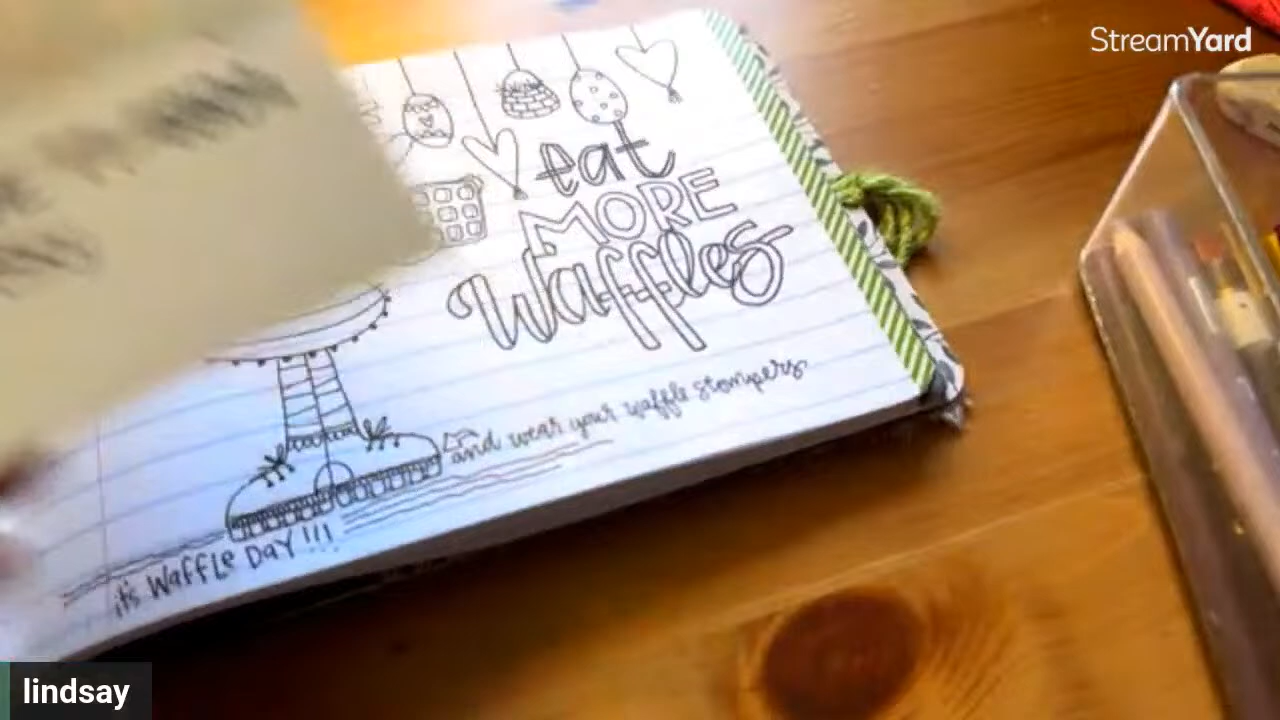 StreamYard
eat
MORE
Waffles
and wear your waffle stompers
it's WaFFLe DaY !!!
lindsay